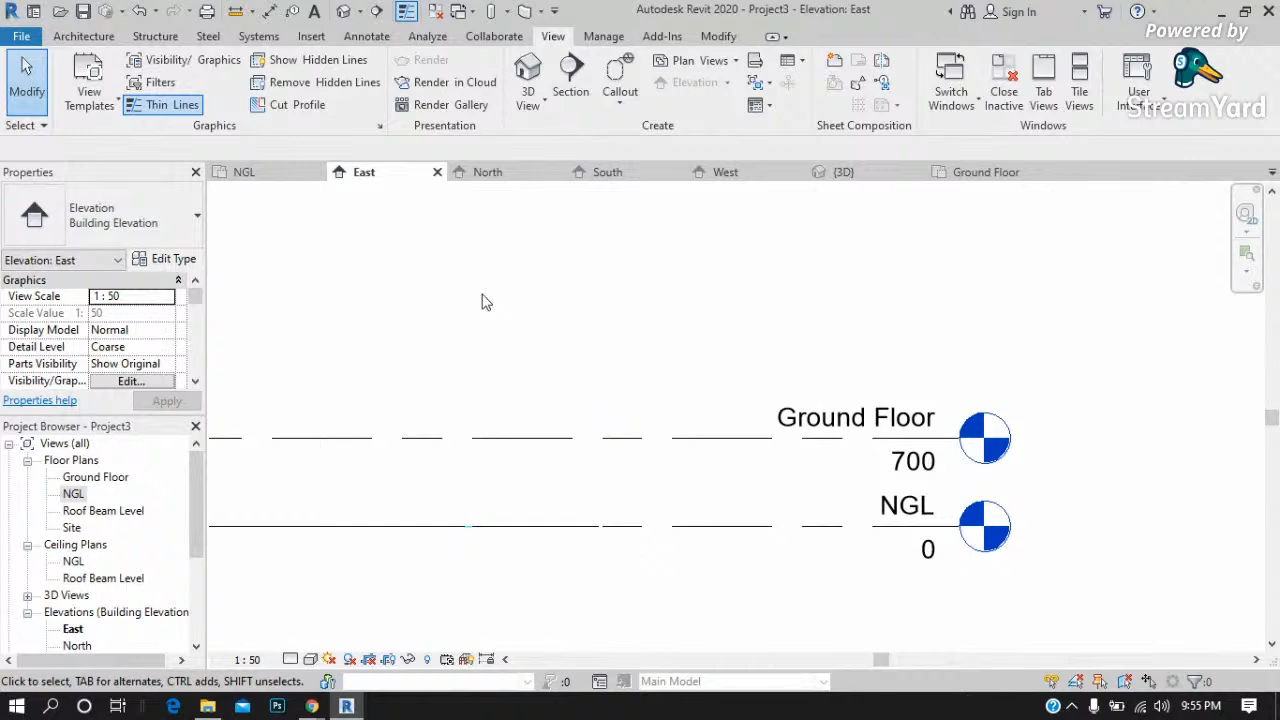 Autodesk Revit 2020 - Project3 - Elevation: East
Sign In
Powered by
StreamYard
File Architecture Structure Steel Systems Insert Annotate Analyze Collaborate View Manage Add-Ins Modify
Modify
Select
View
Templates
Visibility/ Graphics
Filters
Thin Lines
Show Hidden Lines
Remove Hidden Lines
Cut Profile
Graphics
Render
Render in Cloud
Render Gallery
Presentation
3D
View
Section
Callout
Plan Views
Elevation
Create
Sheet Composition
Switch
Windows
Close
Inactive
Tab
Views
Tile
Views
User
Windows
Properties
NGL
East
North
South
West
{3D}
Ground Floor
2D
Elevation
Building Elevation
Elevation: East
Edit Type
Graphics
View Scale 1 : 50
Scale Value 1: 50
Display Model Normal
Detail Level Coarse
Parts Visibility Show Original
Visibility/Grap... Edit...
Properties help Apply
Project Browser - Project3
Views (all)
Floor Plans
Ground Floor
NGL
Roof Beam Level
Site
Ceiling Plans
NGL
Roof Beam Level
3D Views
Elevations (Building Elevation
East
North
Ground Floor
700
NGL
0
1 : 50
Click to select, TAB for alternates, CTRL adds, SHIFT unselects.
:0
Main Model
:0
Ps
9:55 PM